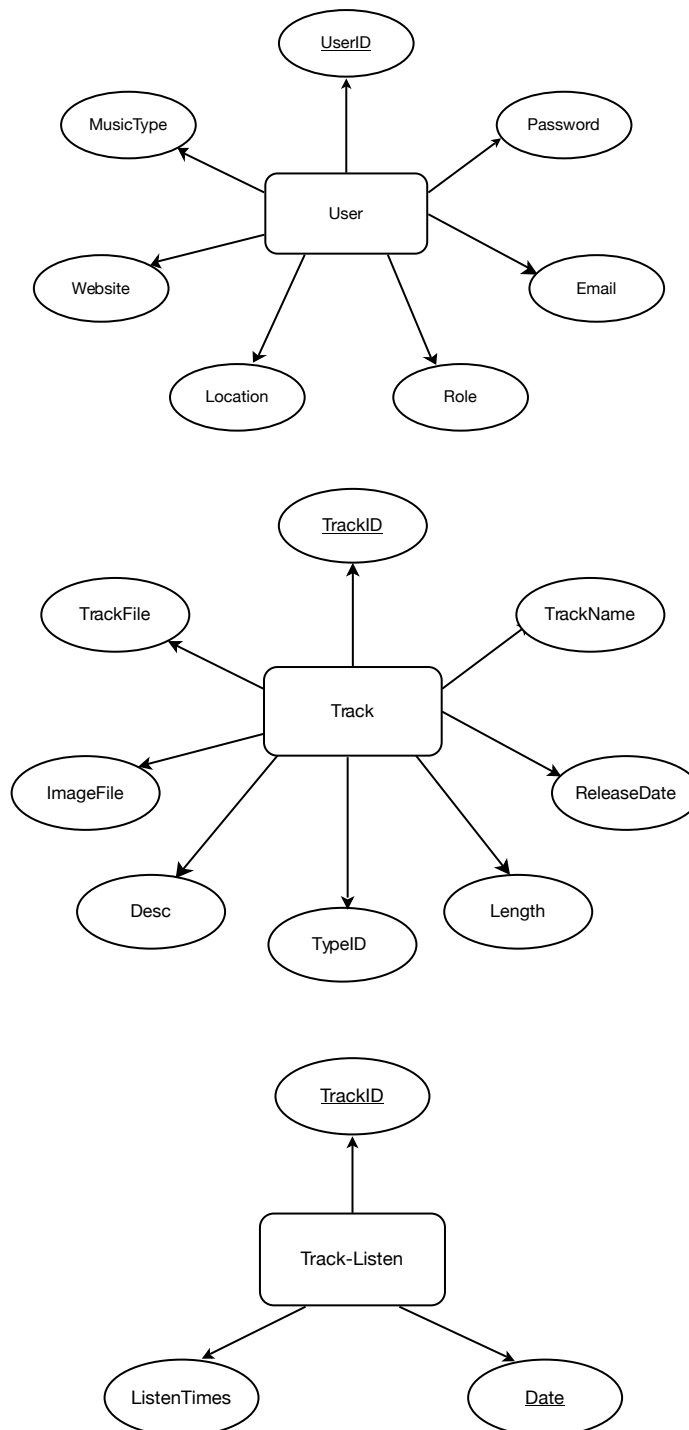 UserID
MusicType
Password
User
Website
Email
Location
Role
TrackID
TrackFile
TrackName
Track
ImageFile
ReleaseDate
Desc
Length
TypeID
TrackID
Track-Listen
ListenTimes
Date